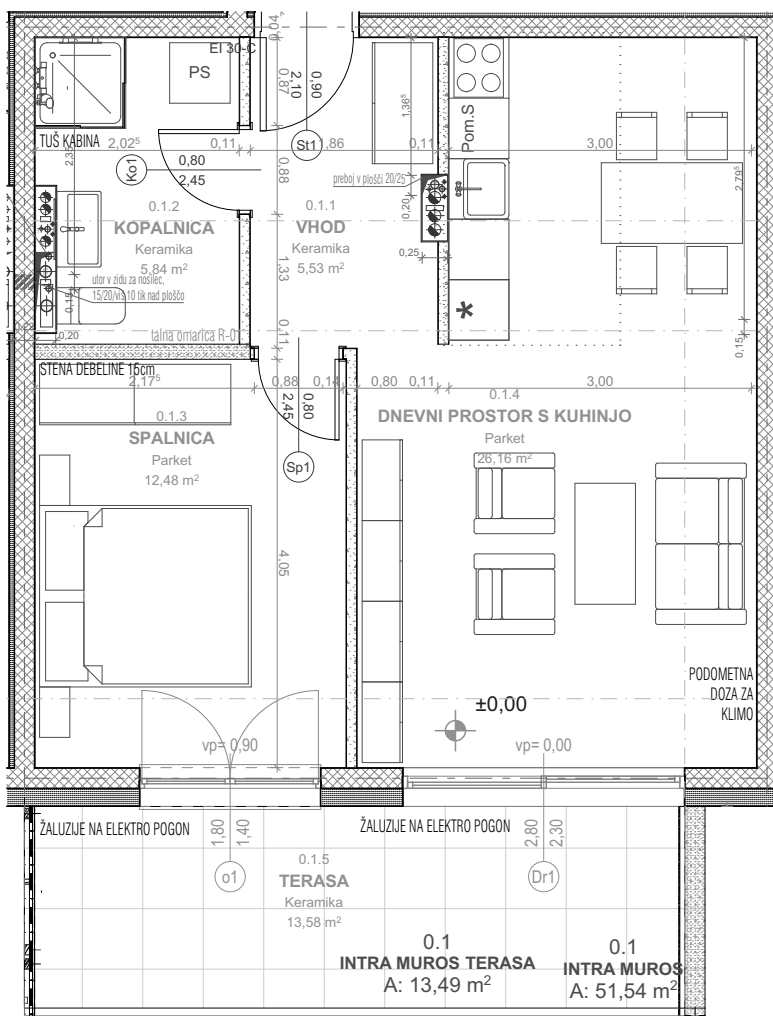 0,04
EI 30-C
PS
0,87
2,10
0,90
1,36⁵
Pom.S
TUŠ KABINA
2,02⁵
0,11
St1
1,86
0,11
3,00
2,79⁵
Ko1
0,80
2,45
0,88
preboj v plošči 20/25
0,20
0.1.2
KOPALNICA
Keramika
5,84 m²
0.1.1
VHOD
Keramika
5,53 m²
0,25
1,33
utor v zidu za nosilec,
15/20/viš 10 tik nad ploščo
0,15
0,20
talna omarica R-01
0,11
*
0,15
STENA DEBELINE 15cm
2,17⁵
0,88
0,14
0,80
0,11
3,00
2,45
0,80
0.1.3
SPALNICA
Parket
12,48 m²
Sp1
0.1.4
DNEVNI PROSTOR S KUHINJO
Parket
26,16 m²
4,05
PODOMETNA
DOZA ZA
KLIMO
±0,00
vp= 0,90
vp= 0,00
ŽALUZIJE NA ELEKTRO POGON
1,80
1,40
ŽALUZIJE NA ELEKTRO POGON
2,80
2,30
o1
Dr1
0.1.5
TERASA
Keramika
13,58 m²
0.1
INTRA MUROS TERASA
A: 13,49 m²
0.1
INTRA MUROS
A: 51,54 m²